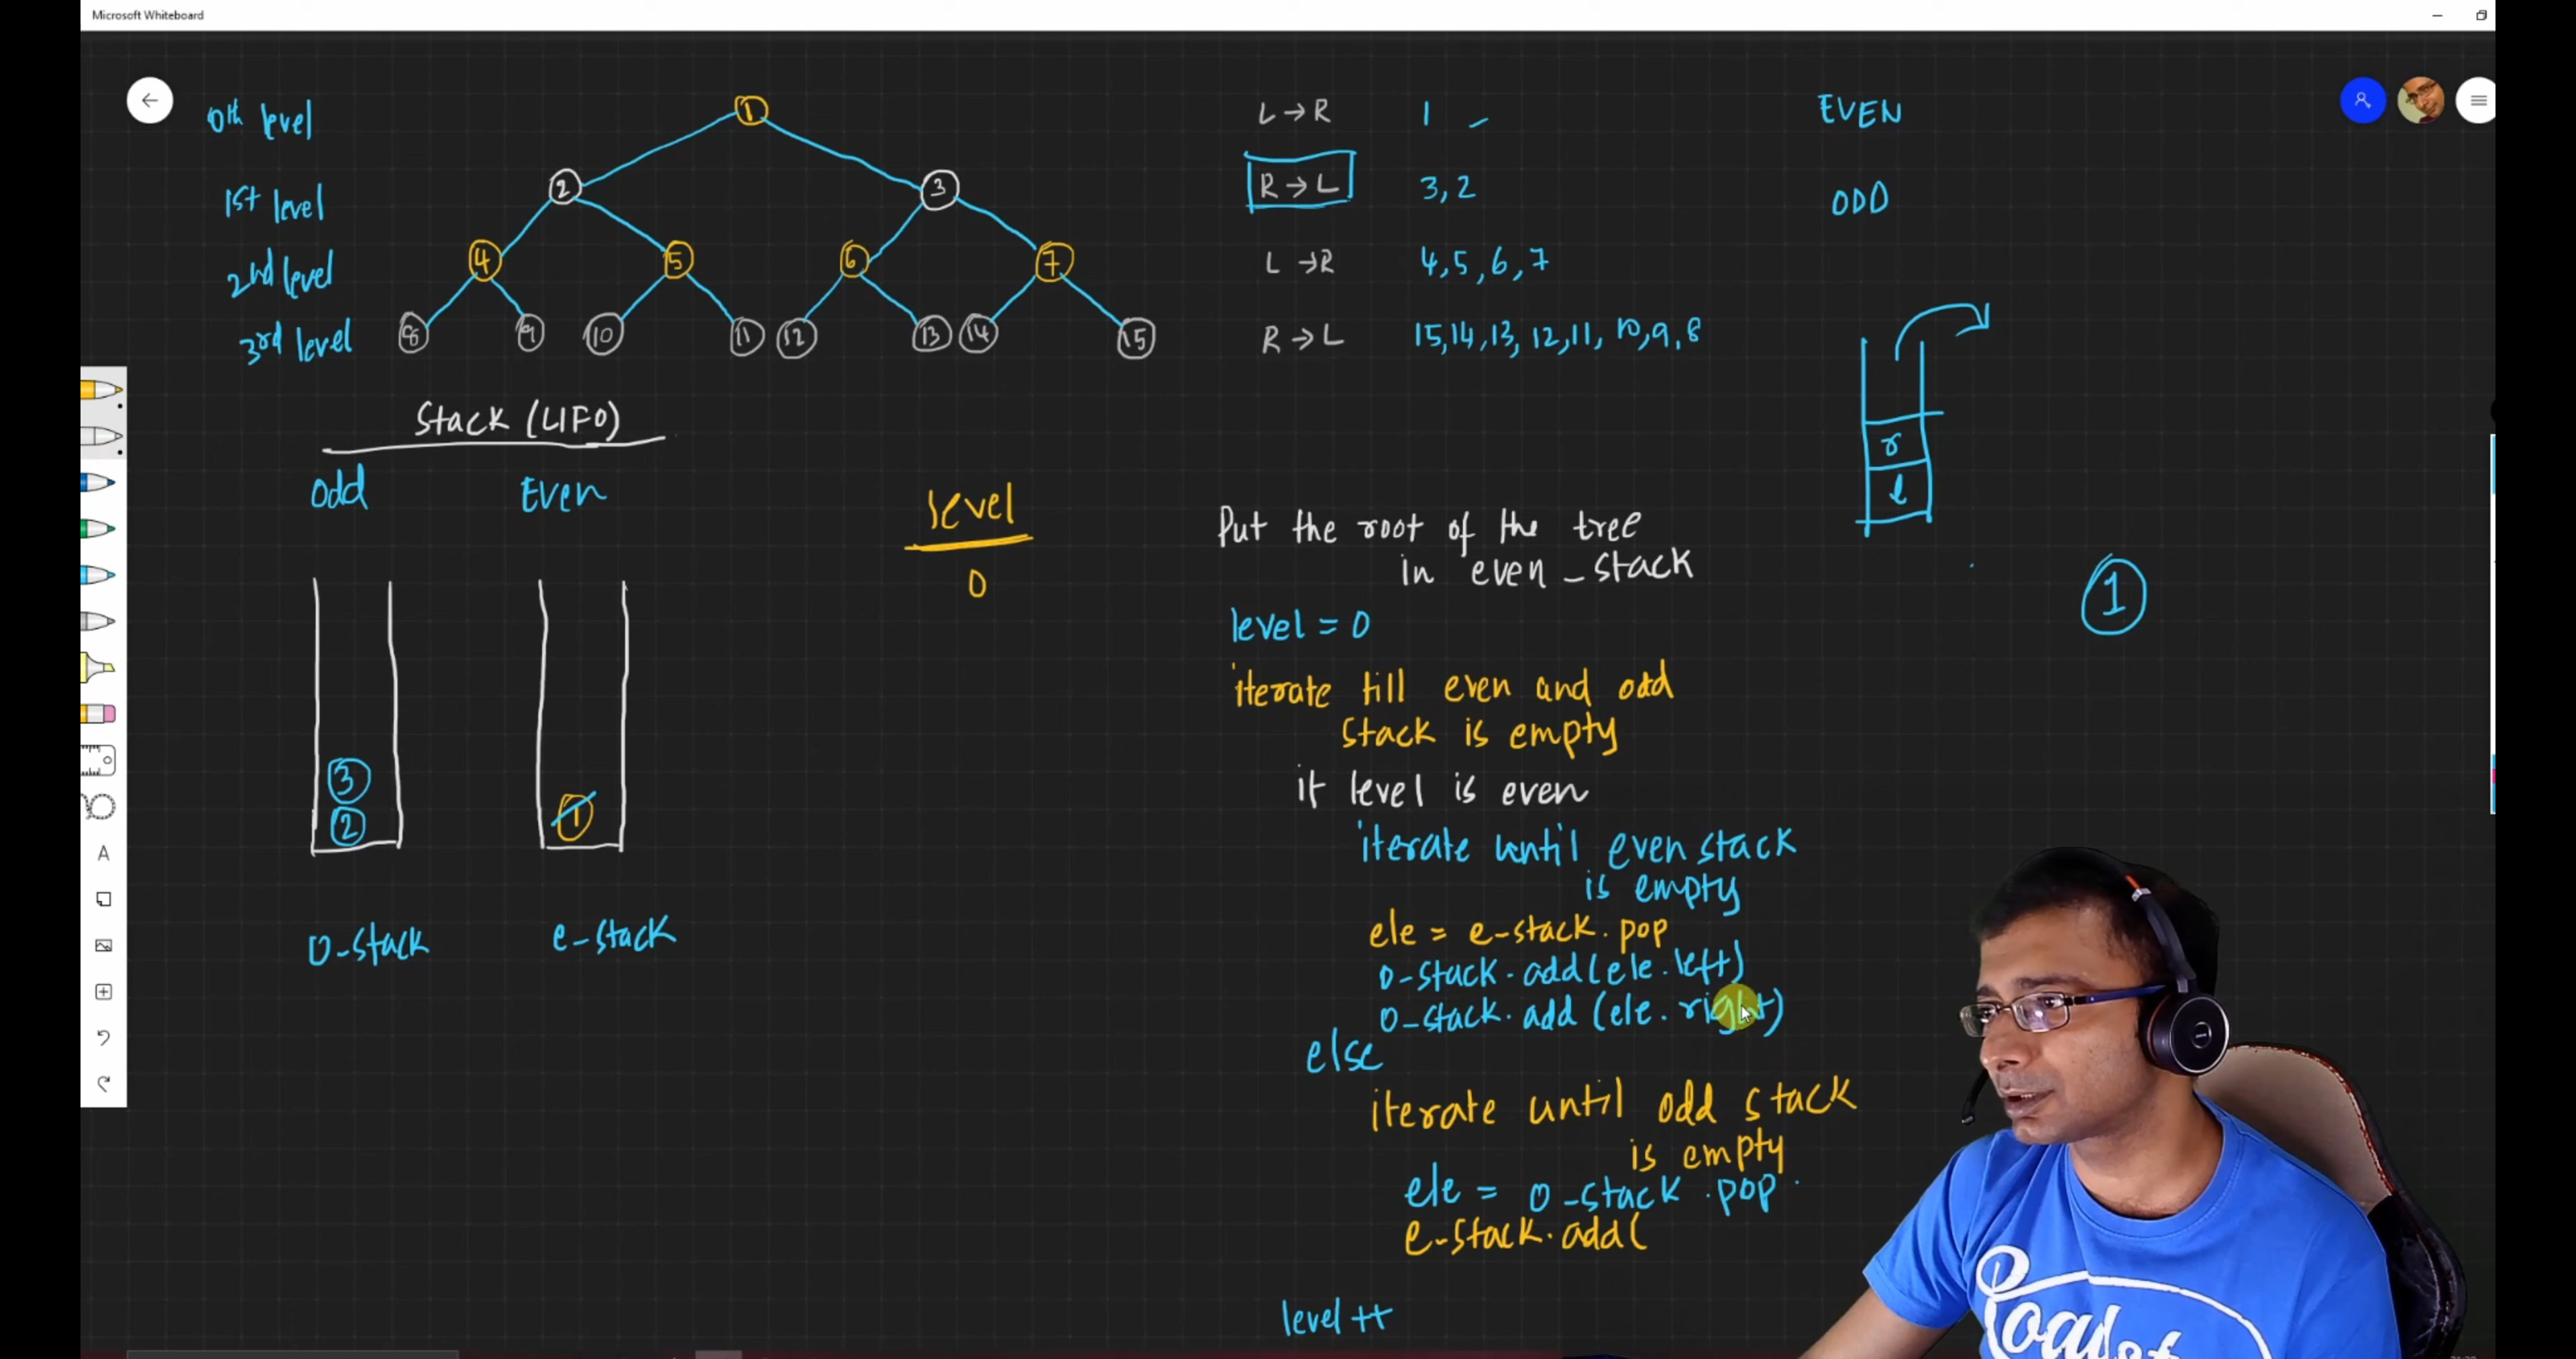 Microsoft Whiteboard
0th level
1st level
2nd level
3rd level
1
2
3
4
5
6
7
8
9
10
11
12
13
14
15
L → R 1 EVEN
R → L 3, 2 ODD
L → R 4, 5, 6, 7
R → L 15, 14, 13, 12, 11, 10, 9, 8
Stack (LIFO)
Odd Even
3
2
1
0-stack e-stack
level
0
r
l
1
Put the root of the tree
in even_stack
level = 0
iterate till even and odd
stack is empty
if level is even
iterate until even stack
is empty
ele = e-stack.pop
0-stack.add(ele.left)
0-stack.add (ele.right)
else
iterate until odd stack
is empty
ele = 0-stack.pop
e-stack.add(
level ++
A